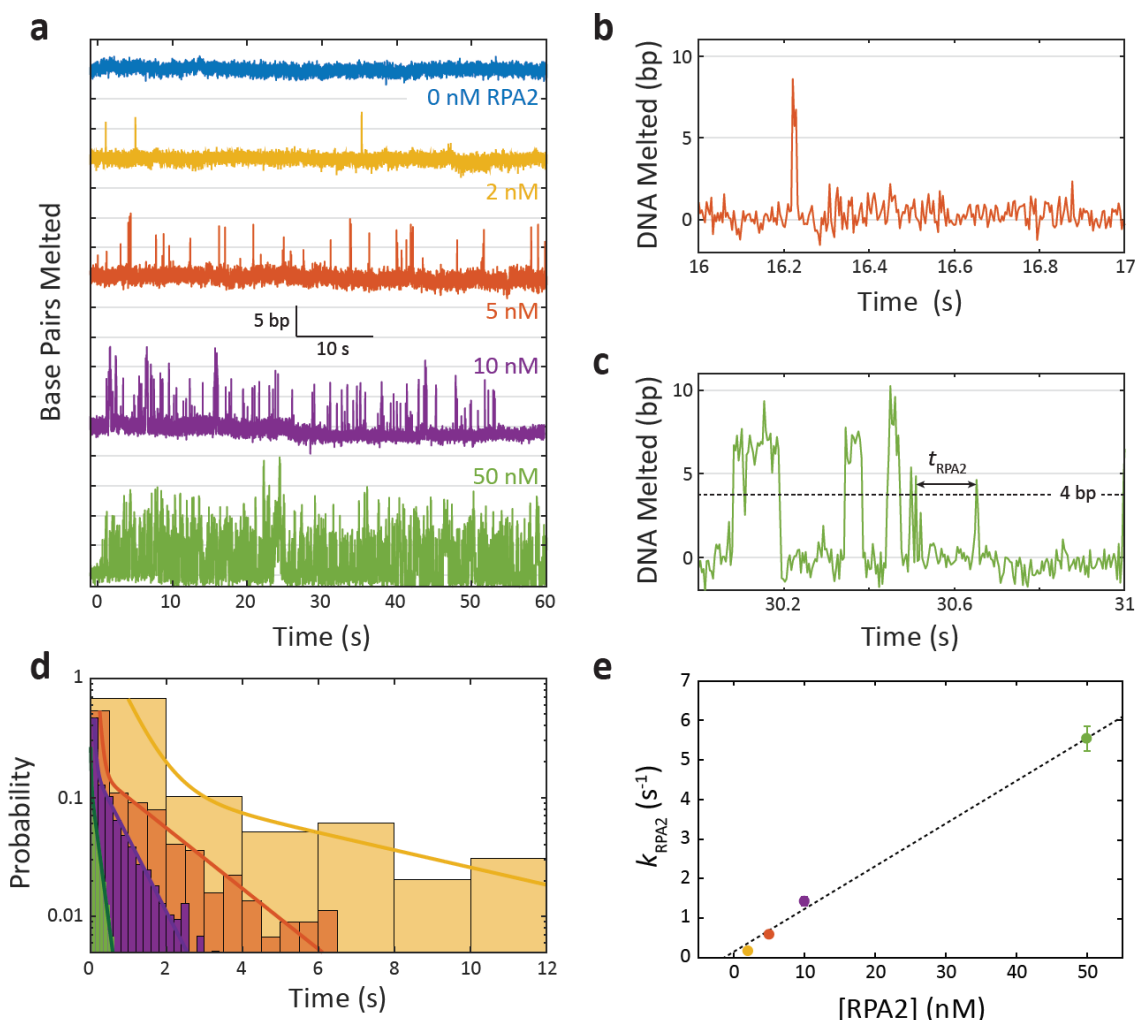 a
Base Pairs Melted
0 nM RPA2
2 nM
5 nM
5 bp
10 s
10 nM
50 nM
0
10
20
30
40
50
60
Time (s)
b
DNA Melted (bp)
10
5
0
16
16.2
16.4
16.6
16.8
17
Time (s)
c
DNA Melted (bp)
10
5
0
tRPA2
4 bp
30.2
30.6
31
Time (s)
d
Probability
1
0.1
0.01
0
2
4
6
8
10
12
Time (s)
e
kRPA2 (s-1)
7
6
5
4
3
2
1
0
0
10
20
30
40
50
[RPA2] (nM)